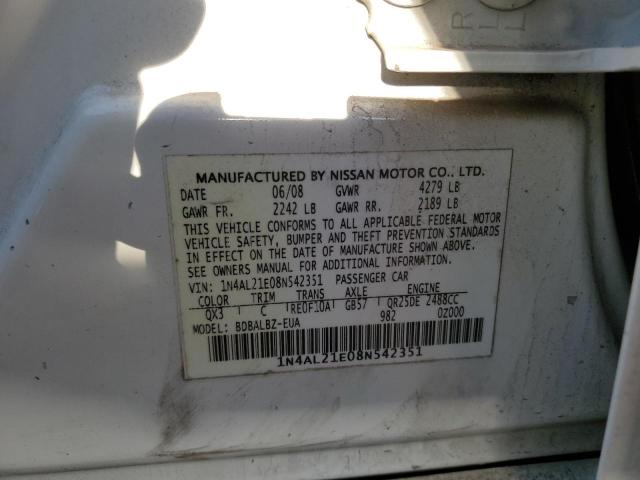 R L
L L
MANUFACTURED BY NISSAN MOTOR CO., LTD.
DATE 06/08 GVWR 4279 LB
GAWR FR. 2242 LB GAWR RR. 2189 LB
THIS VEHICLE CONFORMS TO ALL APPLICABLE FEDERAL MOTOR
VEHICLE SAFETY, BUMPER AND THEFT PREVENTION STANDARDS
IN EFFECT ON THE DATE OF MANUFACTURE SHOWN ABOVE.
SEE OWNERS MANUAL FOR ADDITIONAL INFORMATION.
VIN: 1N4AL21E08N542351 PASSENGER CAR
COLOR TRIM TRANS AXLE ENGINE
QX3 C RE0F10A GB57 QR25DE 2488CC
MODEL: BDBALBZ-EUA 982 0Z000
1N4AL21E08N542351